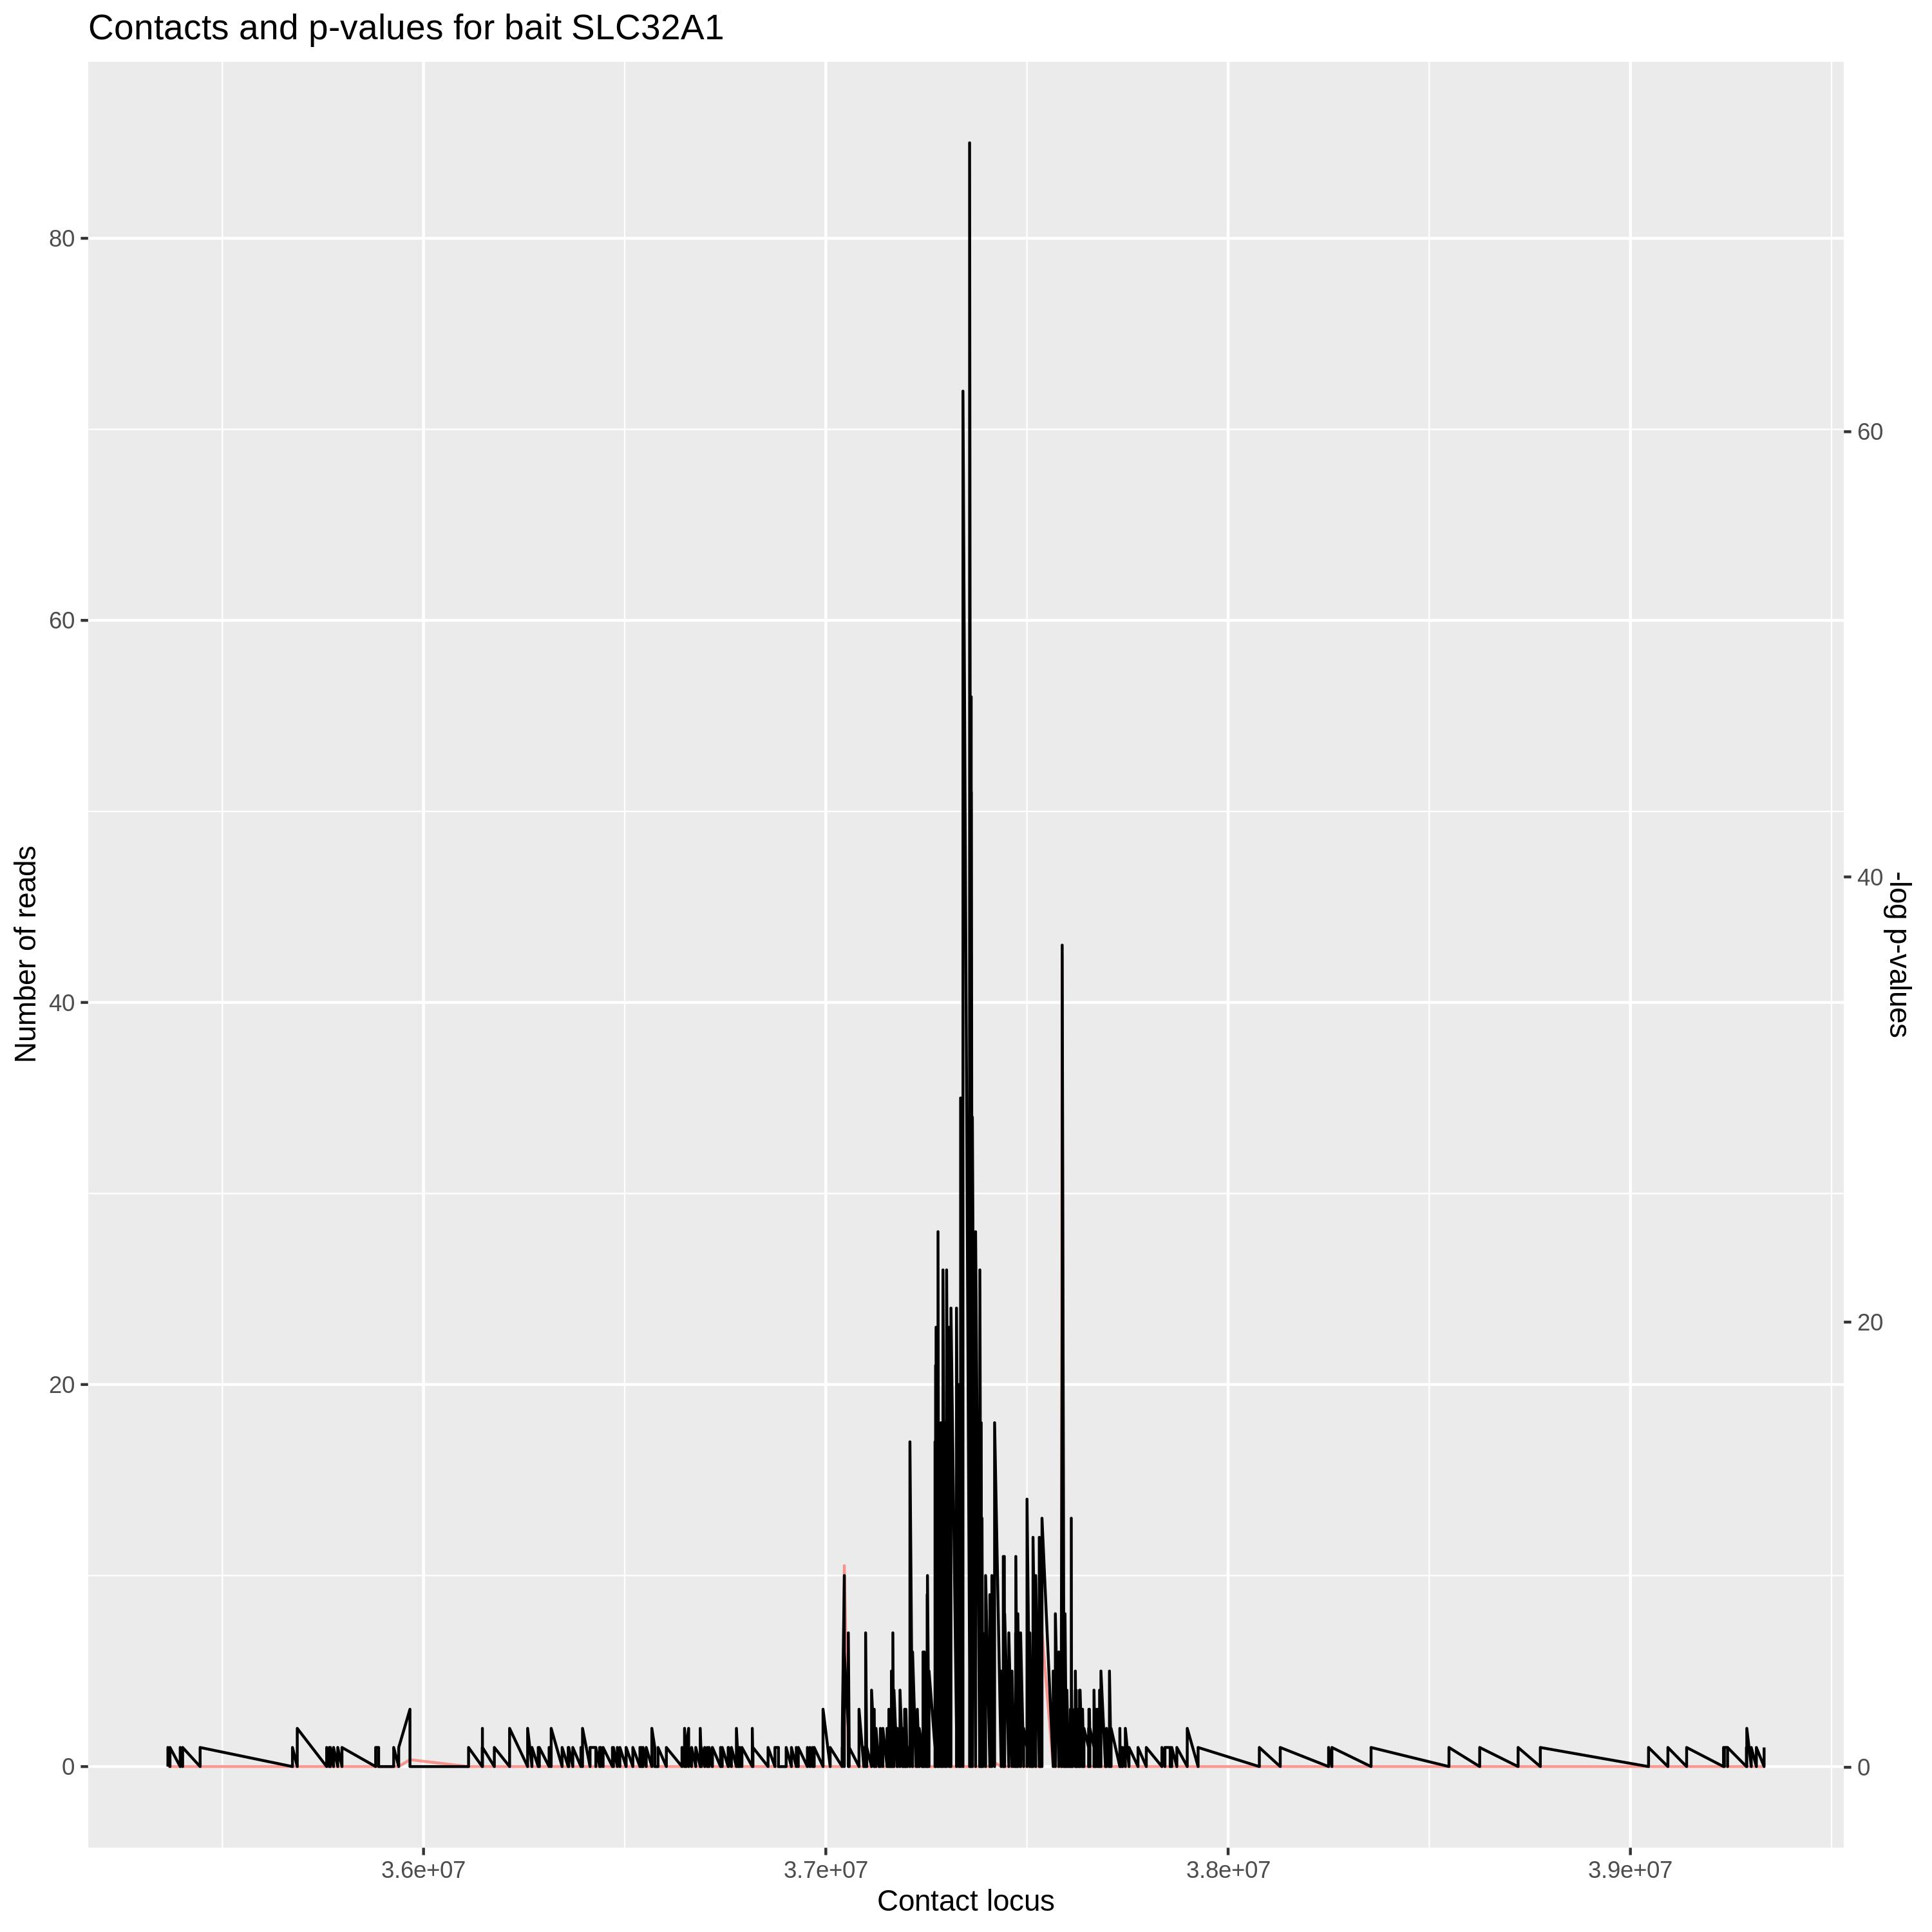 Contacts and p-values for bait SLC32A1
80
60
40
20
0
Number of reads
60
40
20
0
-log p-values
3.6e+07
3.7e+07
3.8e+07
3.9e+07
Contact locus